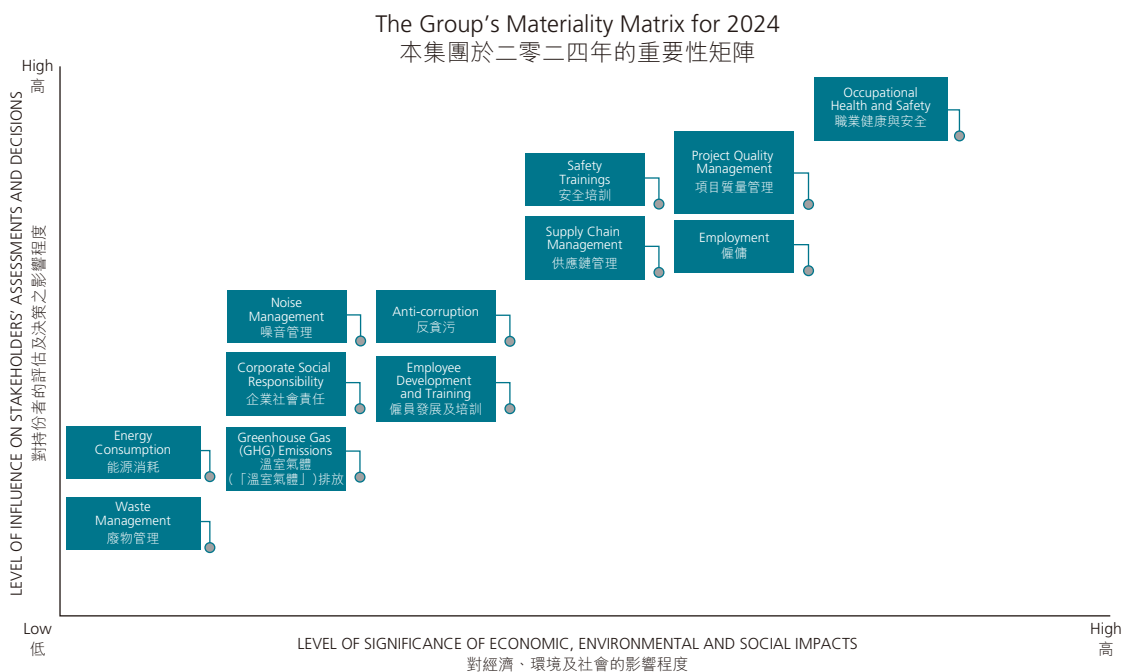 The Group's Materiality Matrix for 2024
本集團於二零二四年的重要性矩陣
High
高
LEVEL OF INFLUENCE ON STAKEHOLDERS' ASSESSMENTS AND DECISIONS
對持份者的評估及決策之影響程度
Occupational
Health and Safety
職業健康與安全
Project Quality
Management
項目質量管理
Safety
Trainings
安全培訓
Supply Chain
Management
供應鏈管理
Employment
僱傭
Noise
Management
噪音管理
Anti-corruption
反貪污
Corporate Social
Responsibility
企業社會責任
Employee
Development
and Training
僱員發展及培訓
Energy
Consumption
能源消耗
Greenhouse Gas
(GHG) Emissions
溫室氣體
(「溫室氣體」)排放
Waste
Management
廢物管理
Low
低
LEVEL OF SIGNIFICANCE OF ECONOMIC, ENVIRONMENTAL AND SOCIAL IMPACTS
對經濟、環境及社會的影響程度
High
高